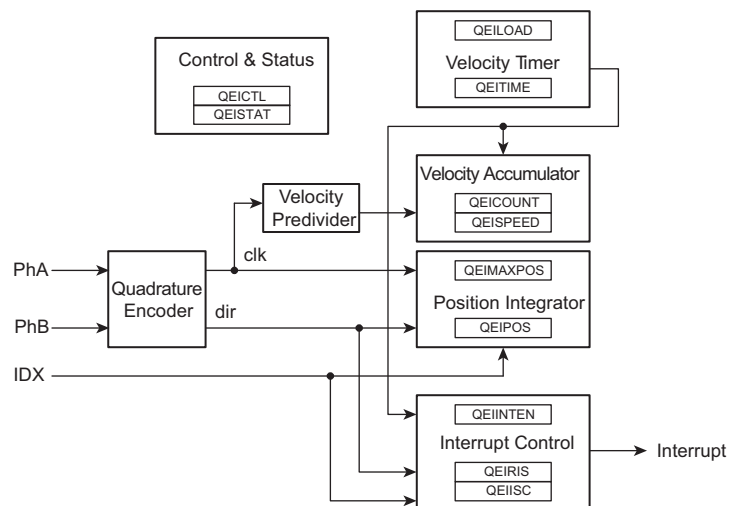 Control & Status
QEICTL
QEISTAT
QEILOAD
Velocity Timer
QEITIME
Velocity Accumulator
QEICOUNT
QEISPEED
Velocity
Predivider
PhA
PhB
IDX
Quadrature
Encoder
clk
dir
QEIMAXPOS
Position Integrator
QEIPOS
QEIINTEN
Interrupt Control
QEIRIS
QEIISC
Interrupt